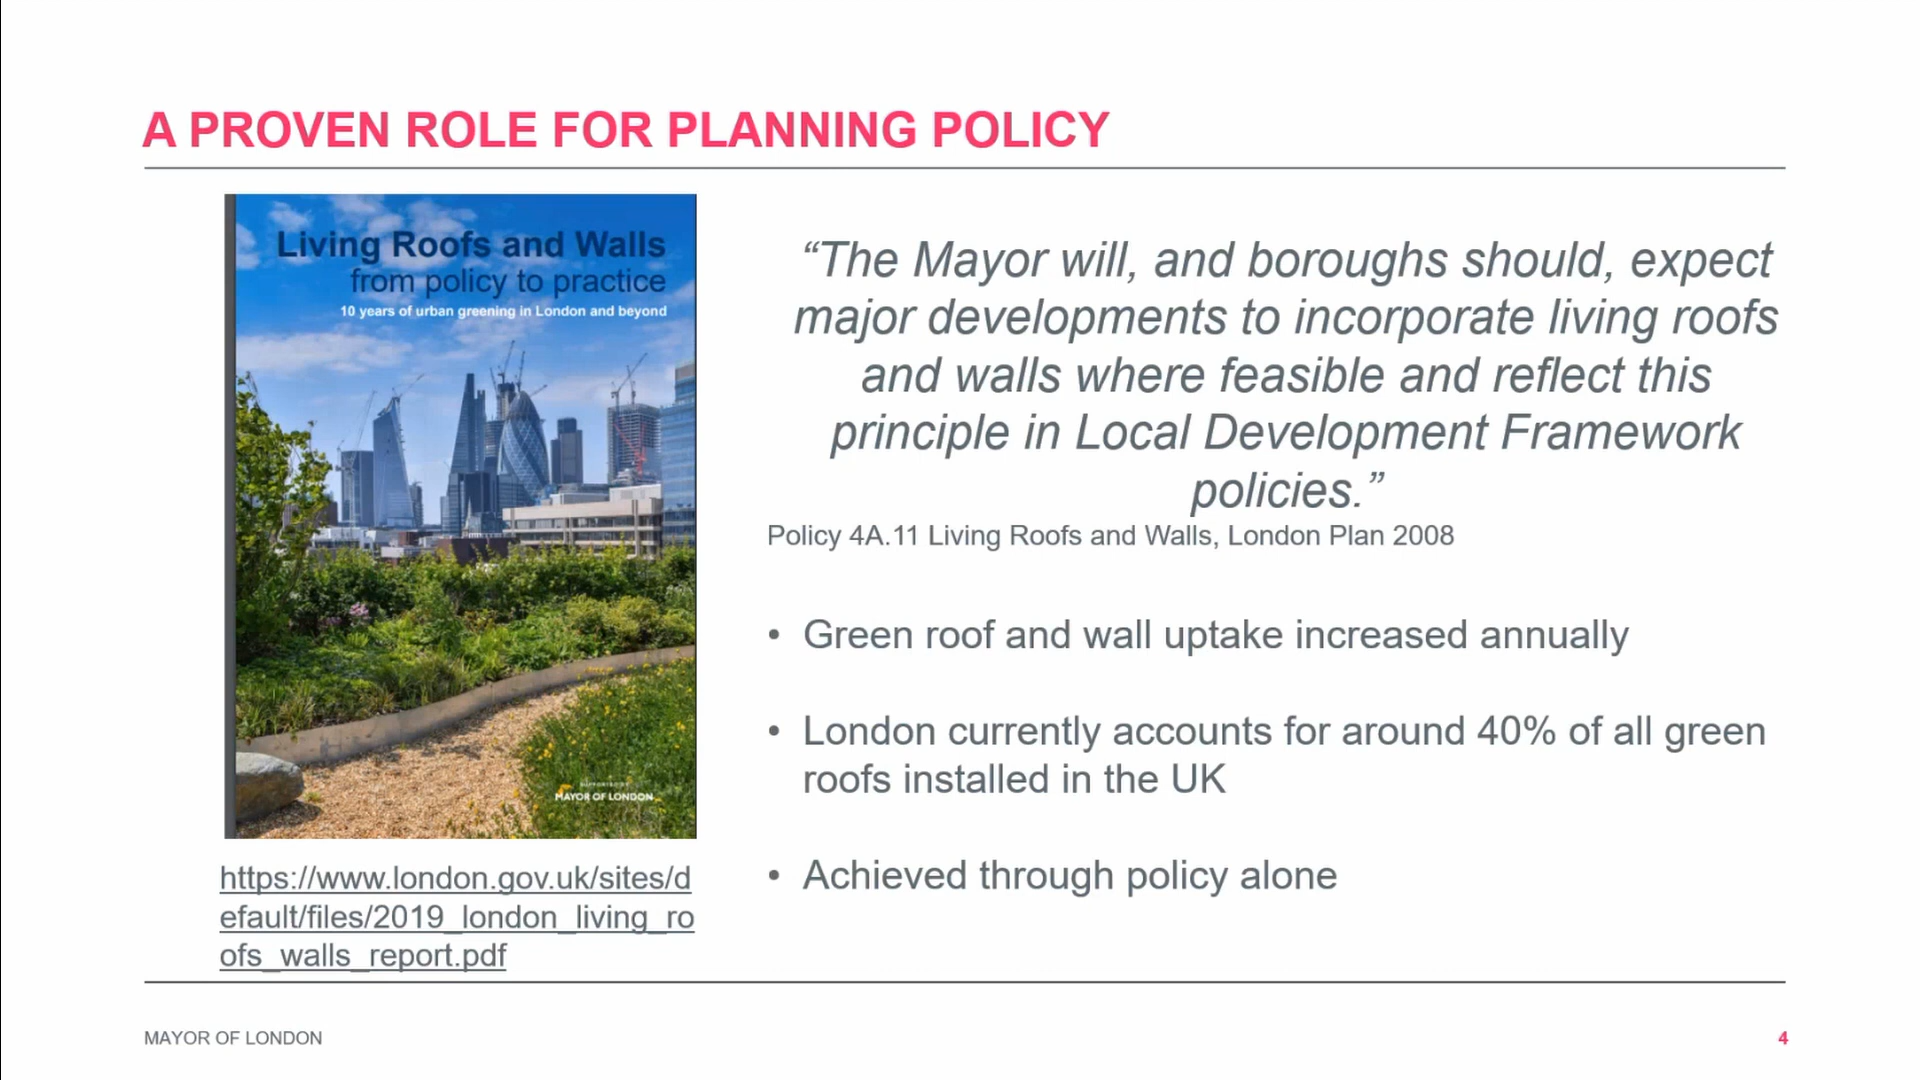 A PROVEN ROLE FOR PLANNING POLICY
Living Roofs and Walls
from policy to practice
10 years of urban greening in London and beyond
SUPPORTED BY
MAYOR OF LONDON
https://www.london.gov.uk/sites/d
efault/files/2019_london_living_ro
ofs_walls_report.pdf
“The Mayor will, and boroughs should, expect
major developments to incorporate living roofs
and walls where feasible and reflect this
principle in Local Development Framework
policies.”
Policy 4A.11 Living Roofs and Walls, London Plan 2008
• Green roof and wall uptake increased annually
• London currently accounts for around 40% of all green
roofs installed in the UK
• Achieved through policy alone
MAYOR OF LONDON
4